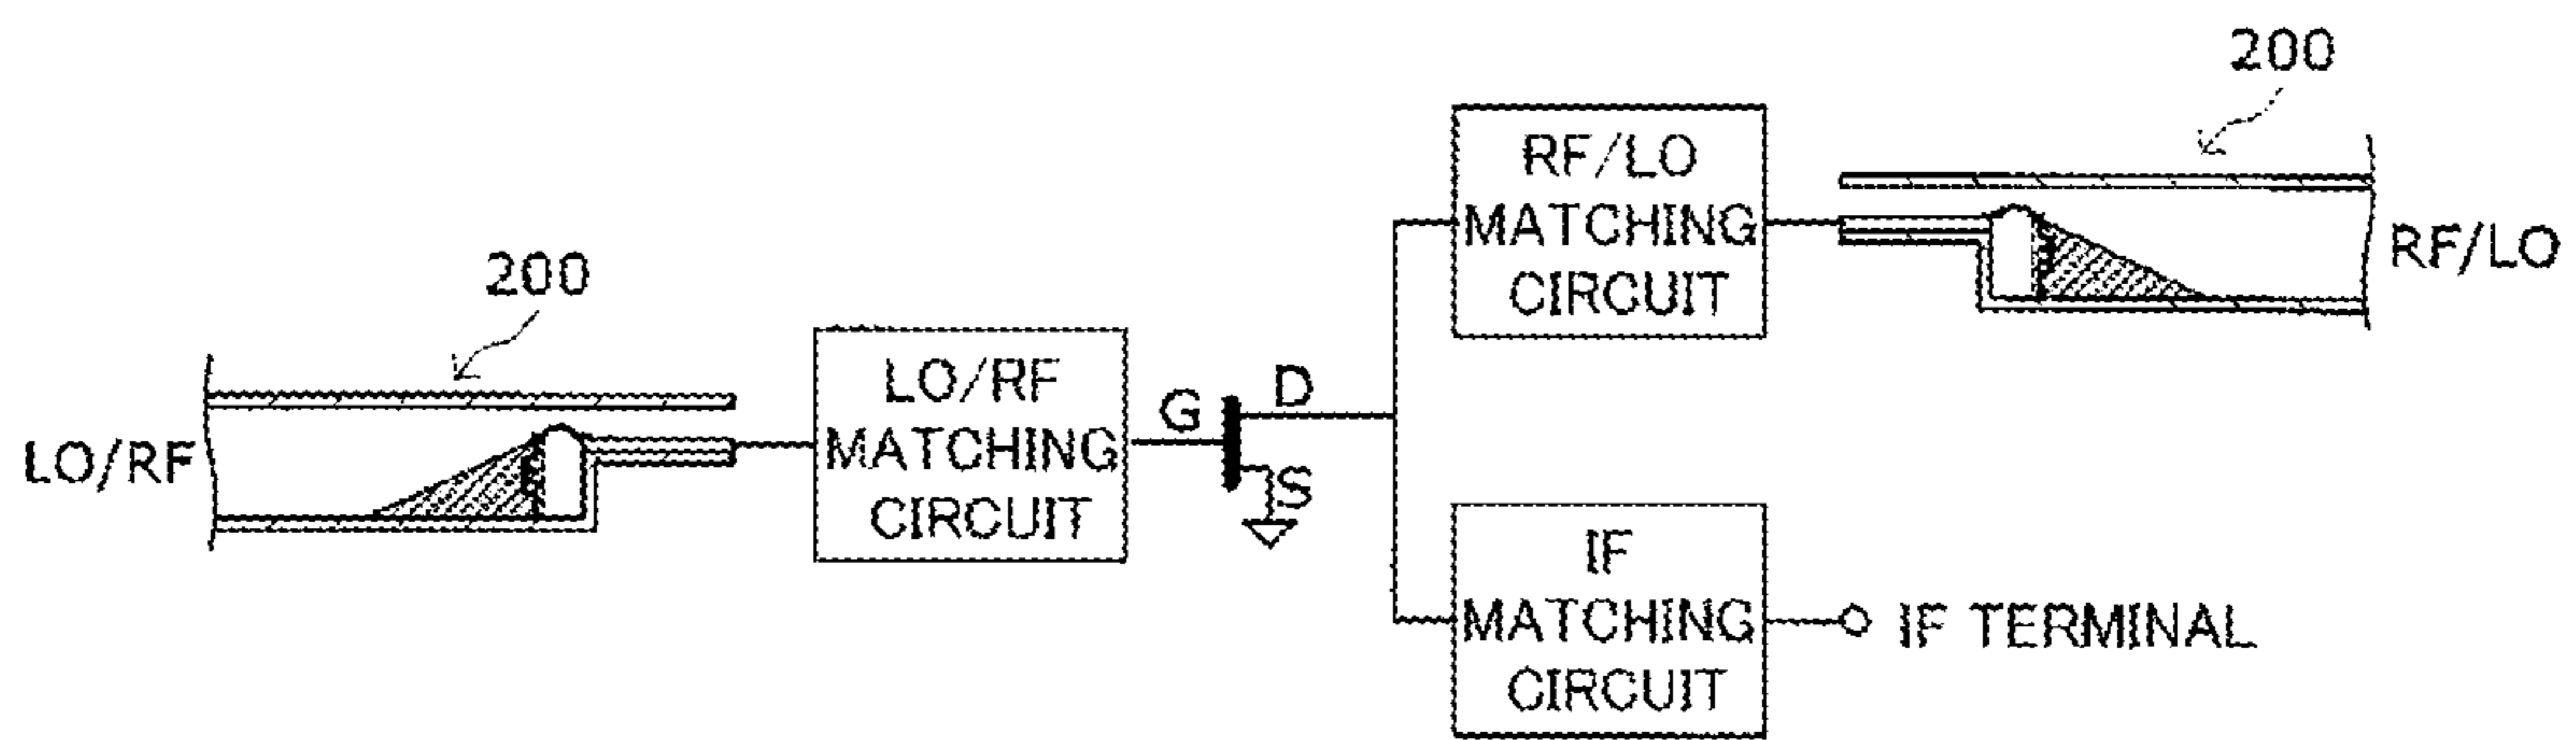 200
200
LO/RF
LO/RF
MATCHING
CIRCUIT
G
D
S
RF/LO
MATCHING
CIRCUIT
RF/LO
IF
MATCHING
CIRCUIT
IF TERMINAL